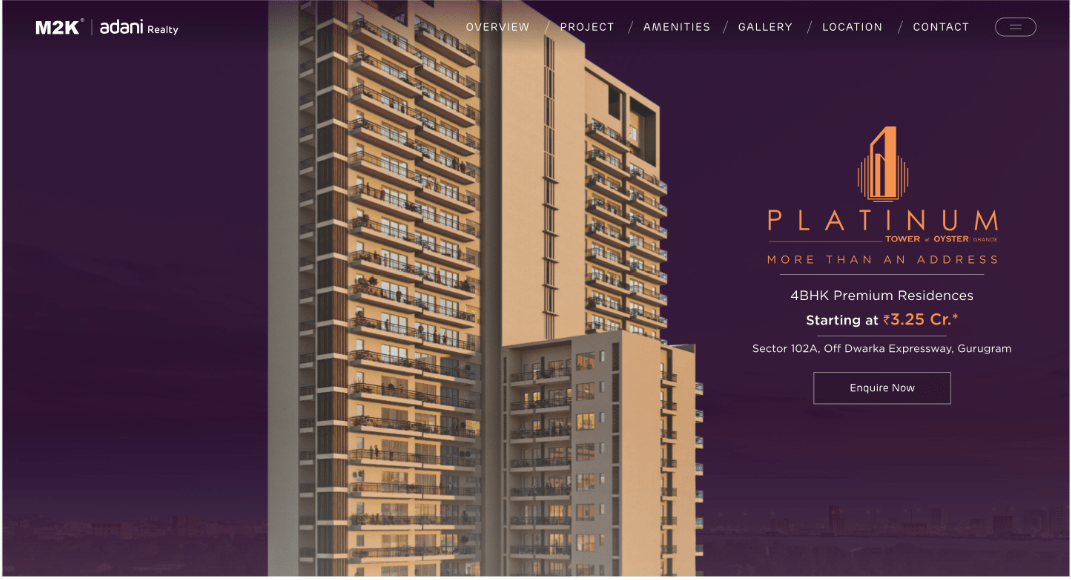 M2K® | adani Realty
OVERVIEW / PROJECT / AMENITIES / GALLERY / LOCATION / CONTACT
PLATINUM
TOWER of OYSTER GRANDE
MORE THAN AN ADDRESS
4BHK Premium Residences
Starting at ₹3.25 Cr.*
Sector 102A, Off Dwarka Expressway, Gurugram
Enquire Now